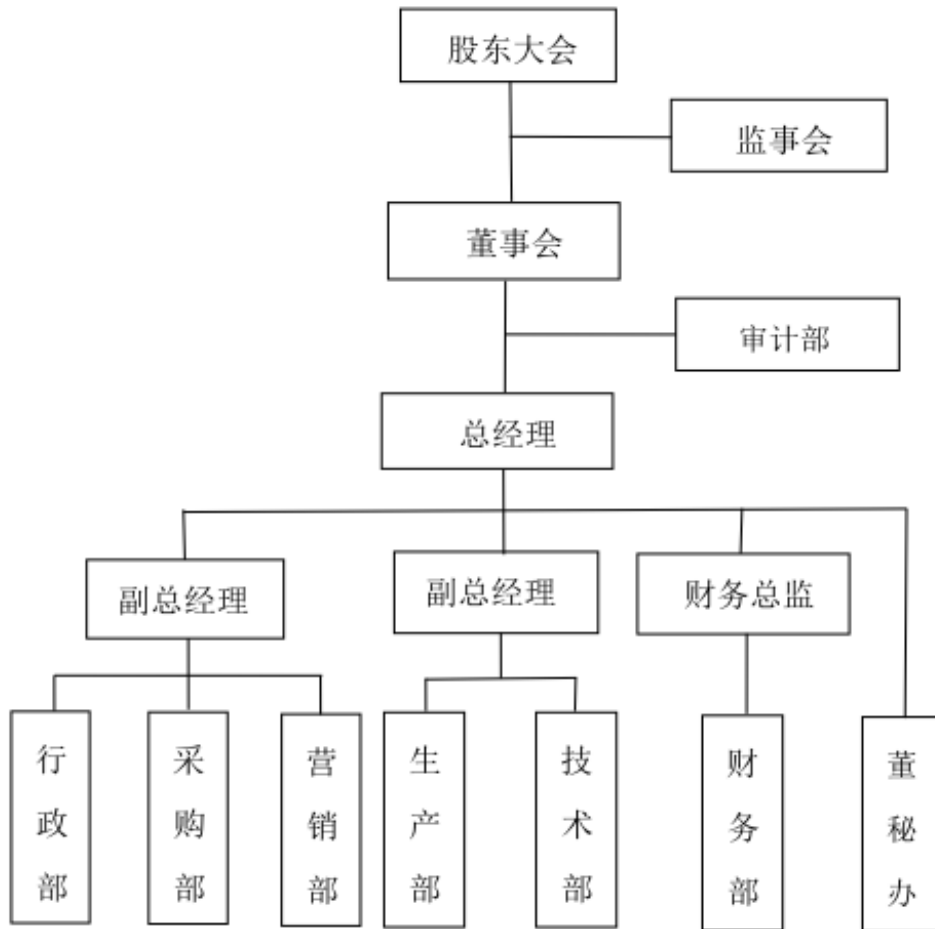 股东大会
监事会
董事会
审计部
总经理
副总经理
副总经理
财务总监
行政部
采购部
营销部
生产部
技术部
财务部
董秘办